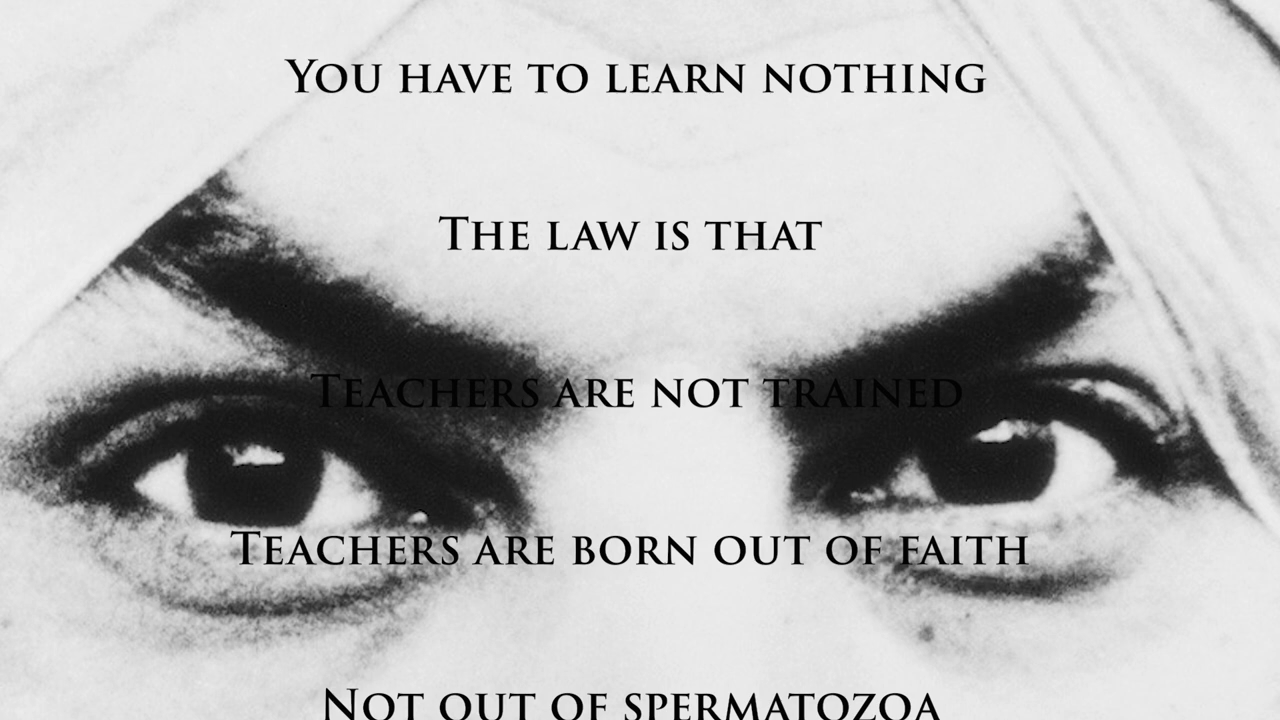 You have to learn nothing
The law is that
Teachers are not trained
Teachers are born out of faith
Not out of spermatozoa